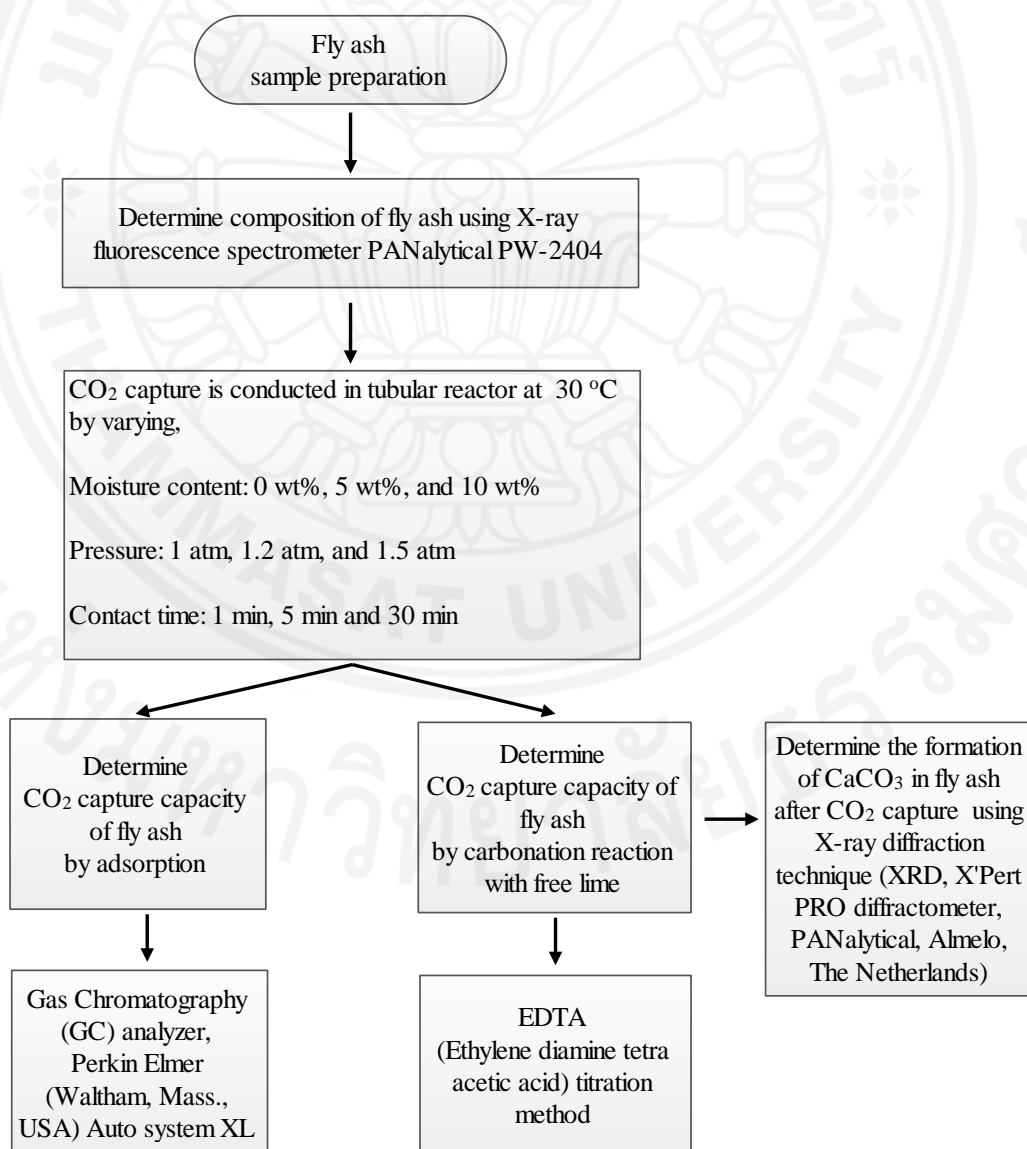 Fly ash
sample preparation
Determine composition of fly ash using X-ray
fluorescence spectrometer PANalytical PW-2404
CO₂ capture is conducted in tubular reactor at 30 °C
by varying,
Moisture content: 0 wt%, 5 wt%, and 10 wt%
Pressure: 1 atm, 1.2 atm, and 1.5 atm
Contact time: 1 min, 5 min and 30 min
Determine
CO₂ capture capacity
of fly ash
by adsorption
Determine
CO₂ capture capacity of
fly ash
by carbonation reaction
with free lime
Determine the formation
of CaCO₃ in fly ash
after CO₂ capture using
X-ray diffraction
technique (XRD, X'Pert
PRO diffractometer,
PANalytical, Almelo,
The Netherlands)
Gas Chromatography
(GC) analyzer,
Perkin Elmer
(Waltham, Mass.,
USA) Auto system XL
EDTA
(Ethylene diamine tetra
acetic acid) titration
method
THAMMASAT UNIVERSITY